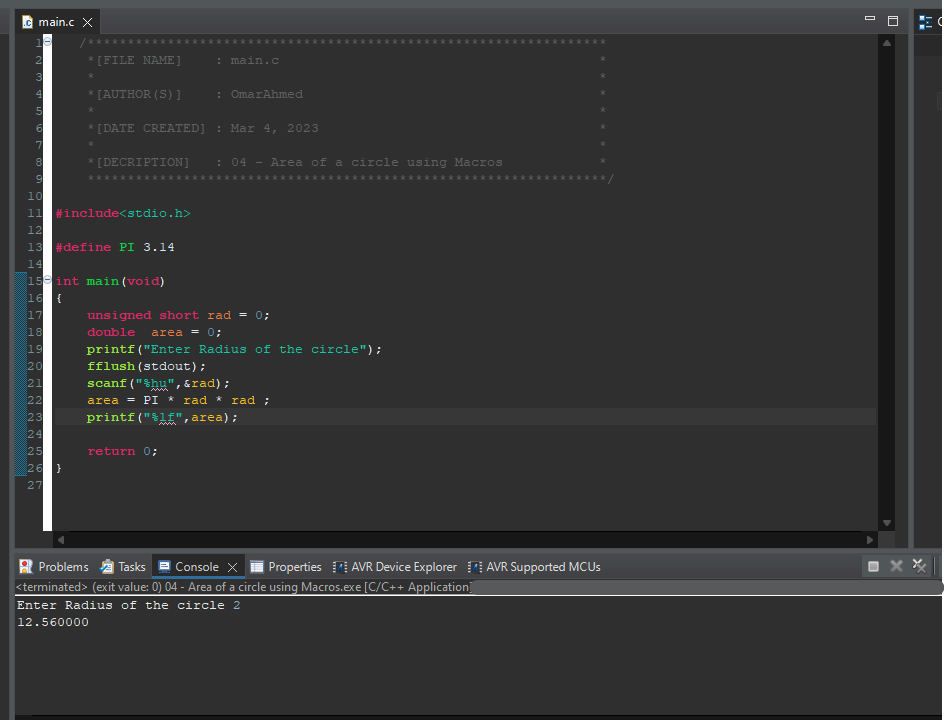 main.c
1 /******************************************************************
2 *[FILE NAME] : main.c *
3 * *
4 *[AUTHOR(S)] : OmarAhmed *
5 * *
6 *[DATE CREATED] : Mar 4, 2023 *
7 * *
8 *[DECRIPTION] : 04 - Area of a circle using Macros *
9 *****************************************************************/
10
11 #include<stdio.h>
12
13 #define PI 3.14
14
15 int main(void)
16 {
17 unsigned short rad = 0;
18 double area = 0;
19 printf("Enter Radius of the circle");
20 fflush(stdout);
21 scanf("%hu",&rad);
22 area = PI * rad * rad ;
23 printf("%lf",area);
24
25 return 0;
26 }
27
Problems Tasks Console Properties AVR Device Explorer AVR Supported MCUs
<terminated> (exit value: 0) 04 - Area of a circle using Macros.exe [C/C++ Application]
Enter Radius of the circle 2
12.560000